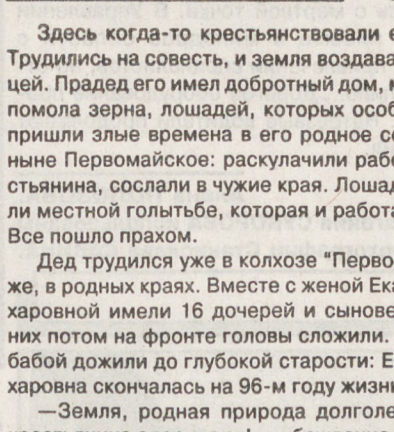 Здесь когда-то крестьянствовали
Трудились на совесть, и земля воздава
цей. Прадед его имел добротный дом,
помола зерна, лошадей, которых особ
пришли злые времена в его родное се
ныне Первомайское: раскулачили рабо
стьянина, сослали в чужие края. Лошад
ли местной голытьбе, которая и работа
Все пошло прахом.
Дед трудился уже в колхозе "Перво
же, в родных краях. Вместе с женой Ека
харовной имели 16 дочерей и сынове
них потом на фронте головы сложили.
бабой дожили до глубокой старости: Е
харовна скончалась на 96-м году жизн
—Земля, родная природа долголе